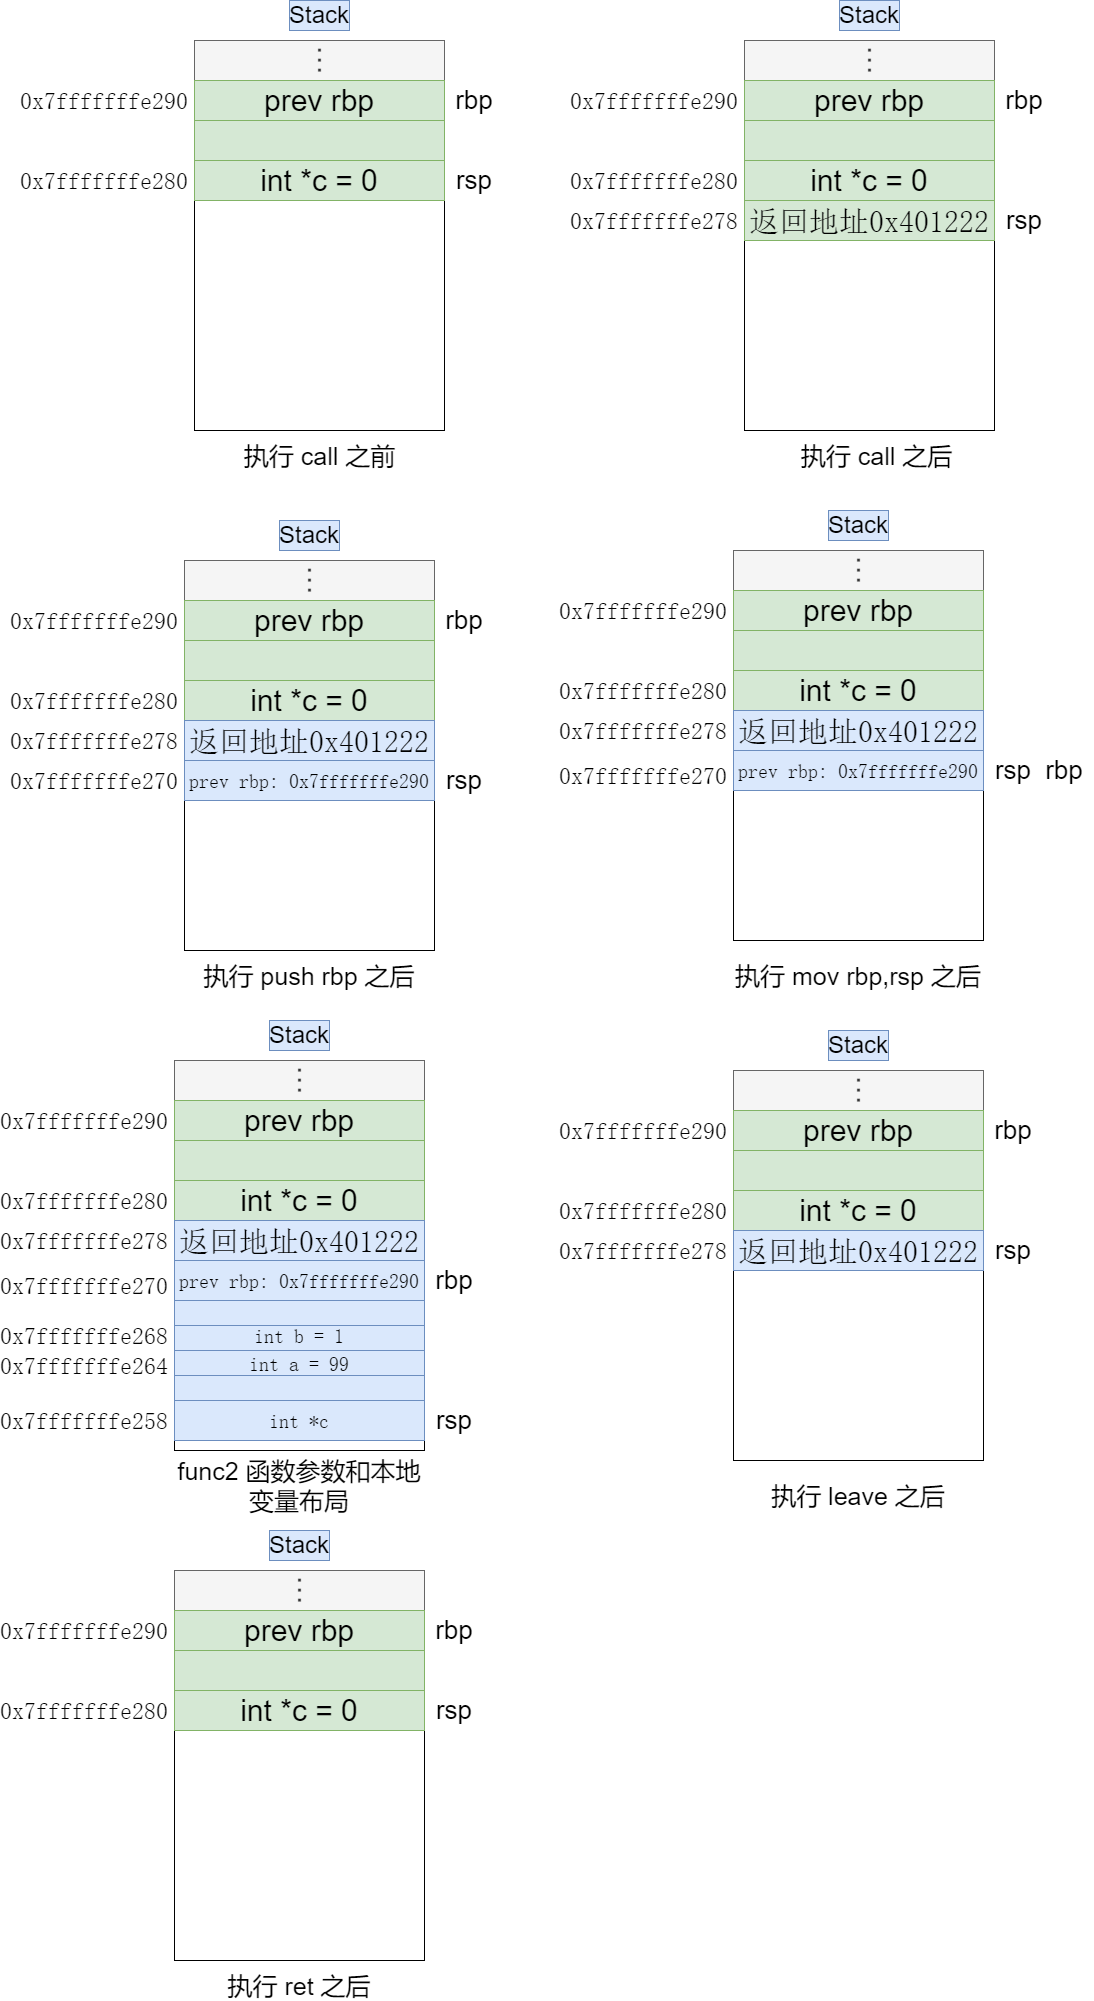 Stack
⋮
0x7fffffffe290 prev rbp rbp
0x7fffffffe280 int *c = 0 rsp
执行 call 之前
Stack
⋮
0x7fffffffe290 prev rbp rbp
0x7fffffffe280 int *c = 0
0x7fffffffe278 返回地址0x401222 rsp
执行 call 之后
Stack
⋮
0x7fffffffe290 prev rbp rbp
0x7fffffffe280 int *c = 0
0x7fffffffe278 返回地址0x401222
0x7fffffffe270 prev rbp: 0x7fffffffe290 rsp
执行 push rbp 之后
Stack
⋮
0x7fffffffe290 prev rbp
0x7fffffffe280 int *c = 0
0x7fffffffe278 返回地址0x401222
0x7fffffffe270 prev rbp: 0x7fffffffe290 rsp rbp
执行 mov rbp,rsp 之后
Stack
⋮
0x7fffffffe290 prev rbp
0x7fffffffe280 int *c = 0
0x7fffffffe278 返回地址0x401222
0x7fffffffe270 prev rbp: 0x7fffffffe290 rbp
0x7fffffffe268 int b = 1
0x7fffffffe264 int a = 99
0x7fffffffe258 int *c rsp
func2 函数参数和本地
变量布局
Stack
⋮
0x7fffffffe290 prev rbp rbp
0x7fffffffe280 int *c = 0
0x7fffffffe278 返回地址0x401222 rsp
执行 leave 之后
Stack
⋮
0x7fffffffe290 prev rbp rbp
0x7fffffffe280 int *c = 0 rsp
执行 ret 之后